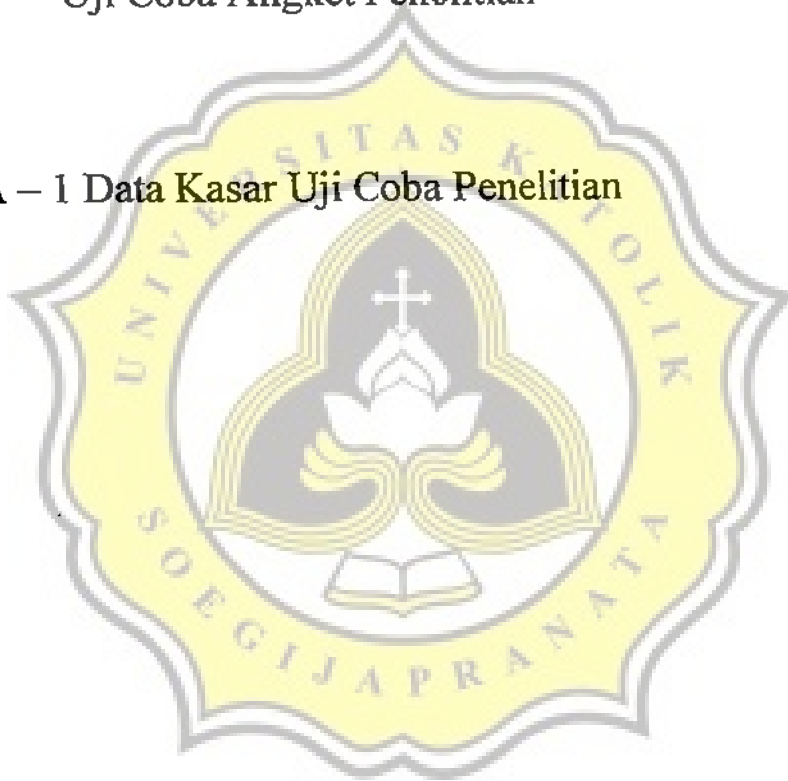 Uji Coba Angket Penelitian
A – 1 Data Kasar Uji Coba Penelitian
UNIVERSITAS KATOLIK
SOEGIJAPRANATA